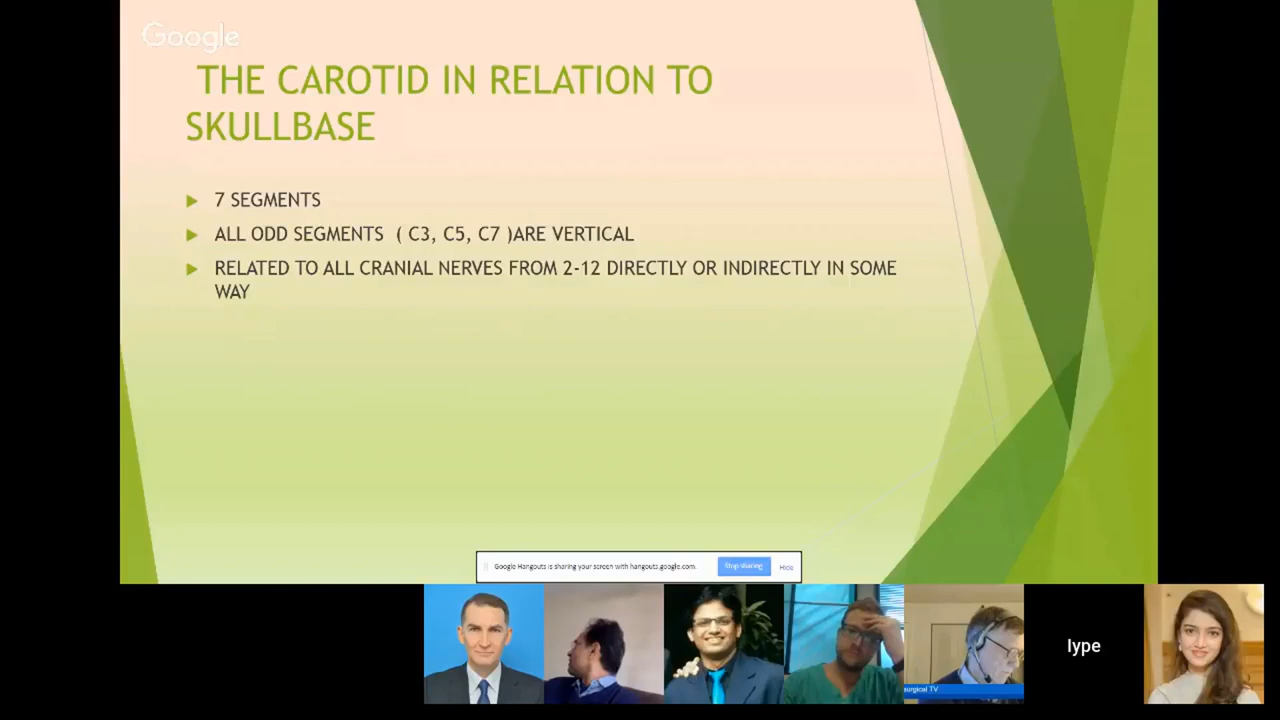 Google
THE CAROTID IN RELATION TO
SKULLBASE
7 SEGMENTS
ALL ODD SEGMENTS ( C3, C5, C7 )ARE VERTICAL
RELATED TO ALL CRANIAL NERVES FROM 2-12 DIRECTLY OR INDIRECTLY IN SOME
WAY
Google Hangouts is sharing your screen with hangouts.google.com. Stop sharing Hide
Iype
surgical TV